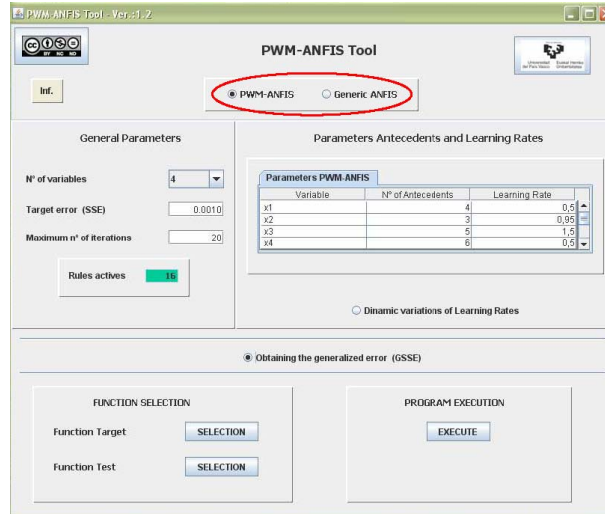 PWM-ANFIS Tool - Ver.:1.2
CC BY NC ND
PWM-ANFIS Tool
Inf.
PWM-ANFIS Generic ANFIS
General Parameters
Nº of variables 4
Target error (SSE) 0.0010
Maximum nº of iterations 20
Rules actives 16
Parameters Antecedents and Learning Rates
Parameters PWM-ANFIS
Variable Nº of Antecedents Learning Rate
x1 4 0,5
x2 3 0,95
x3 5 1,5
x4 6 0,5
Dinamic variations of Learning Rates
Obtaining the generalized error (GSSE)
FUNCTION SELECTION
Function Target SELECTION
Function Test SELECTION
PROGRAM EXECUTION
EXECUTE